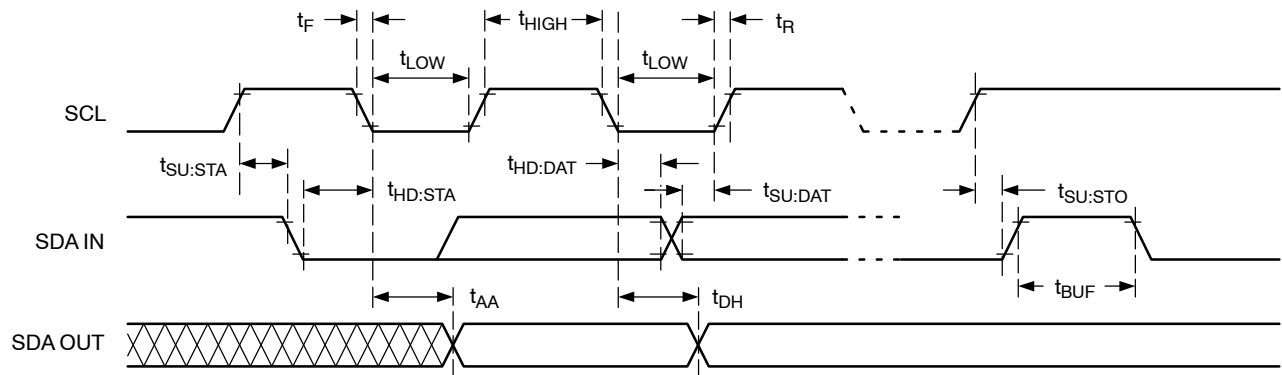 tF
tHIGH
tR
tLOW
tLOW
SCL
tSU:STA
tHD:STA
tHD:DAT
tSU:DAT
tSU:STO
SDA IN
tBUF
tAA
tDH
SDA OUT